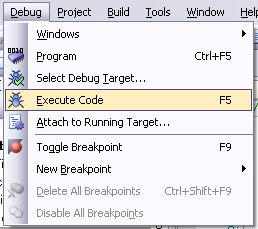 Debug Project Build Tools Window Help
Windows
Program Ctrl+F5
Select Debug Target...
Execute Code F5
Attach to Running Target...
Toggle Breakpoint F9
New Breakpoint
Delete All Breakpoints Ctrl+Shift+F9
Disable All Breakpoints